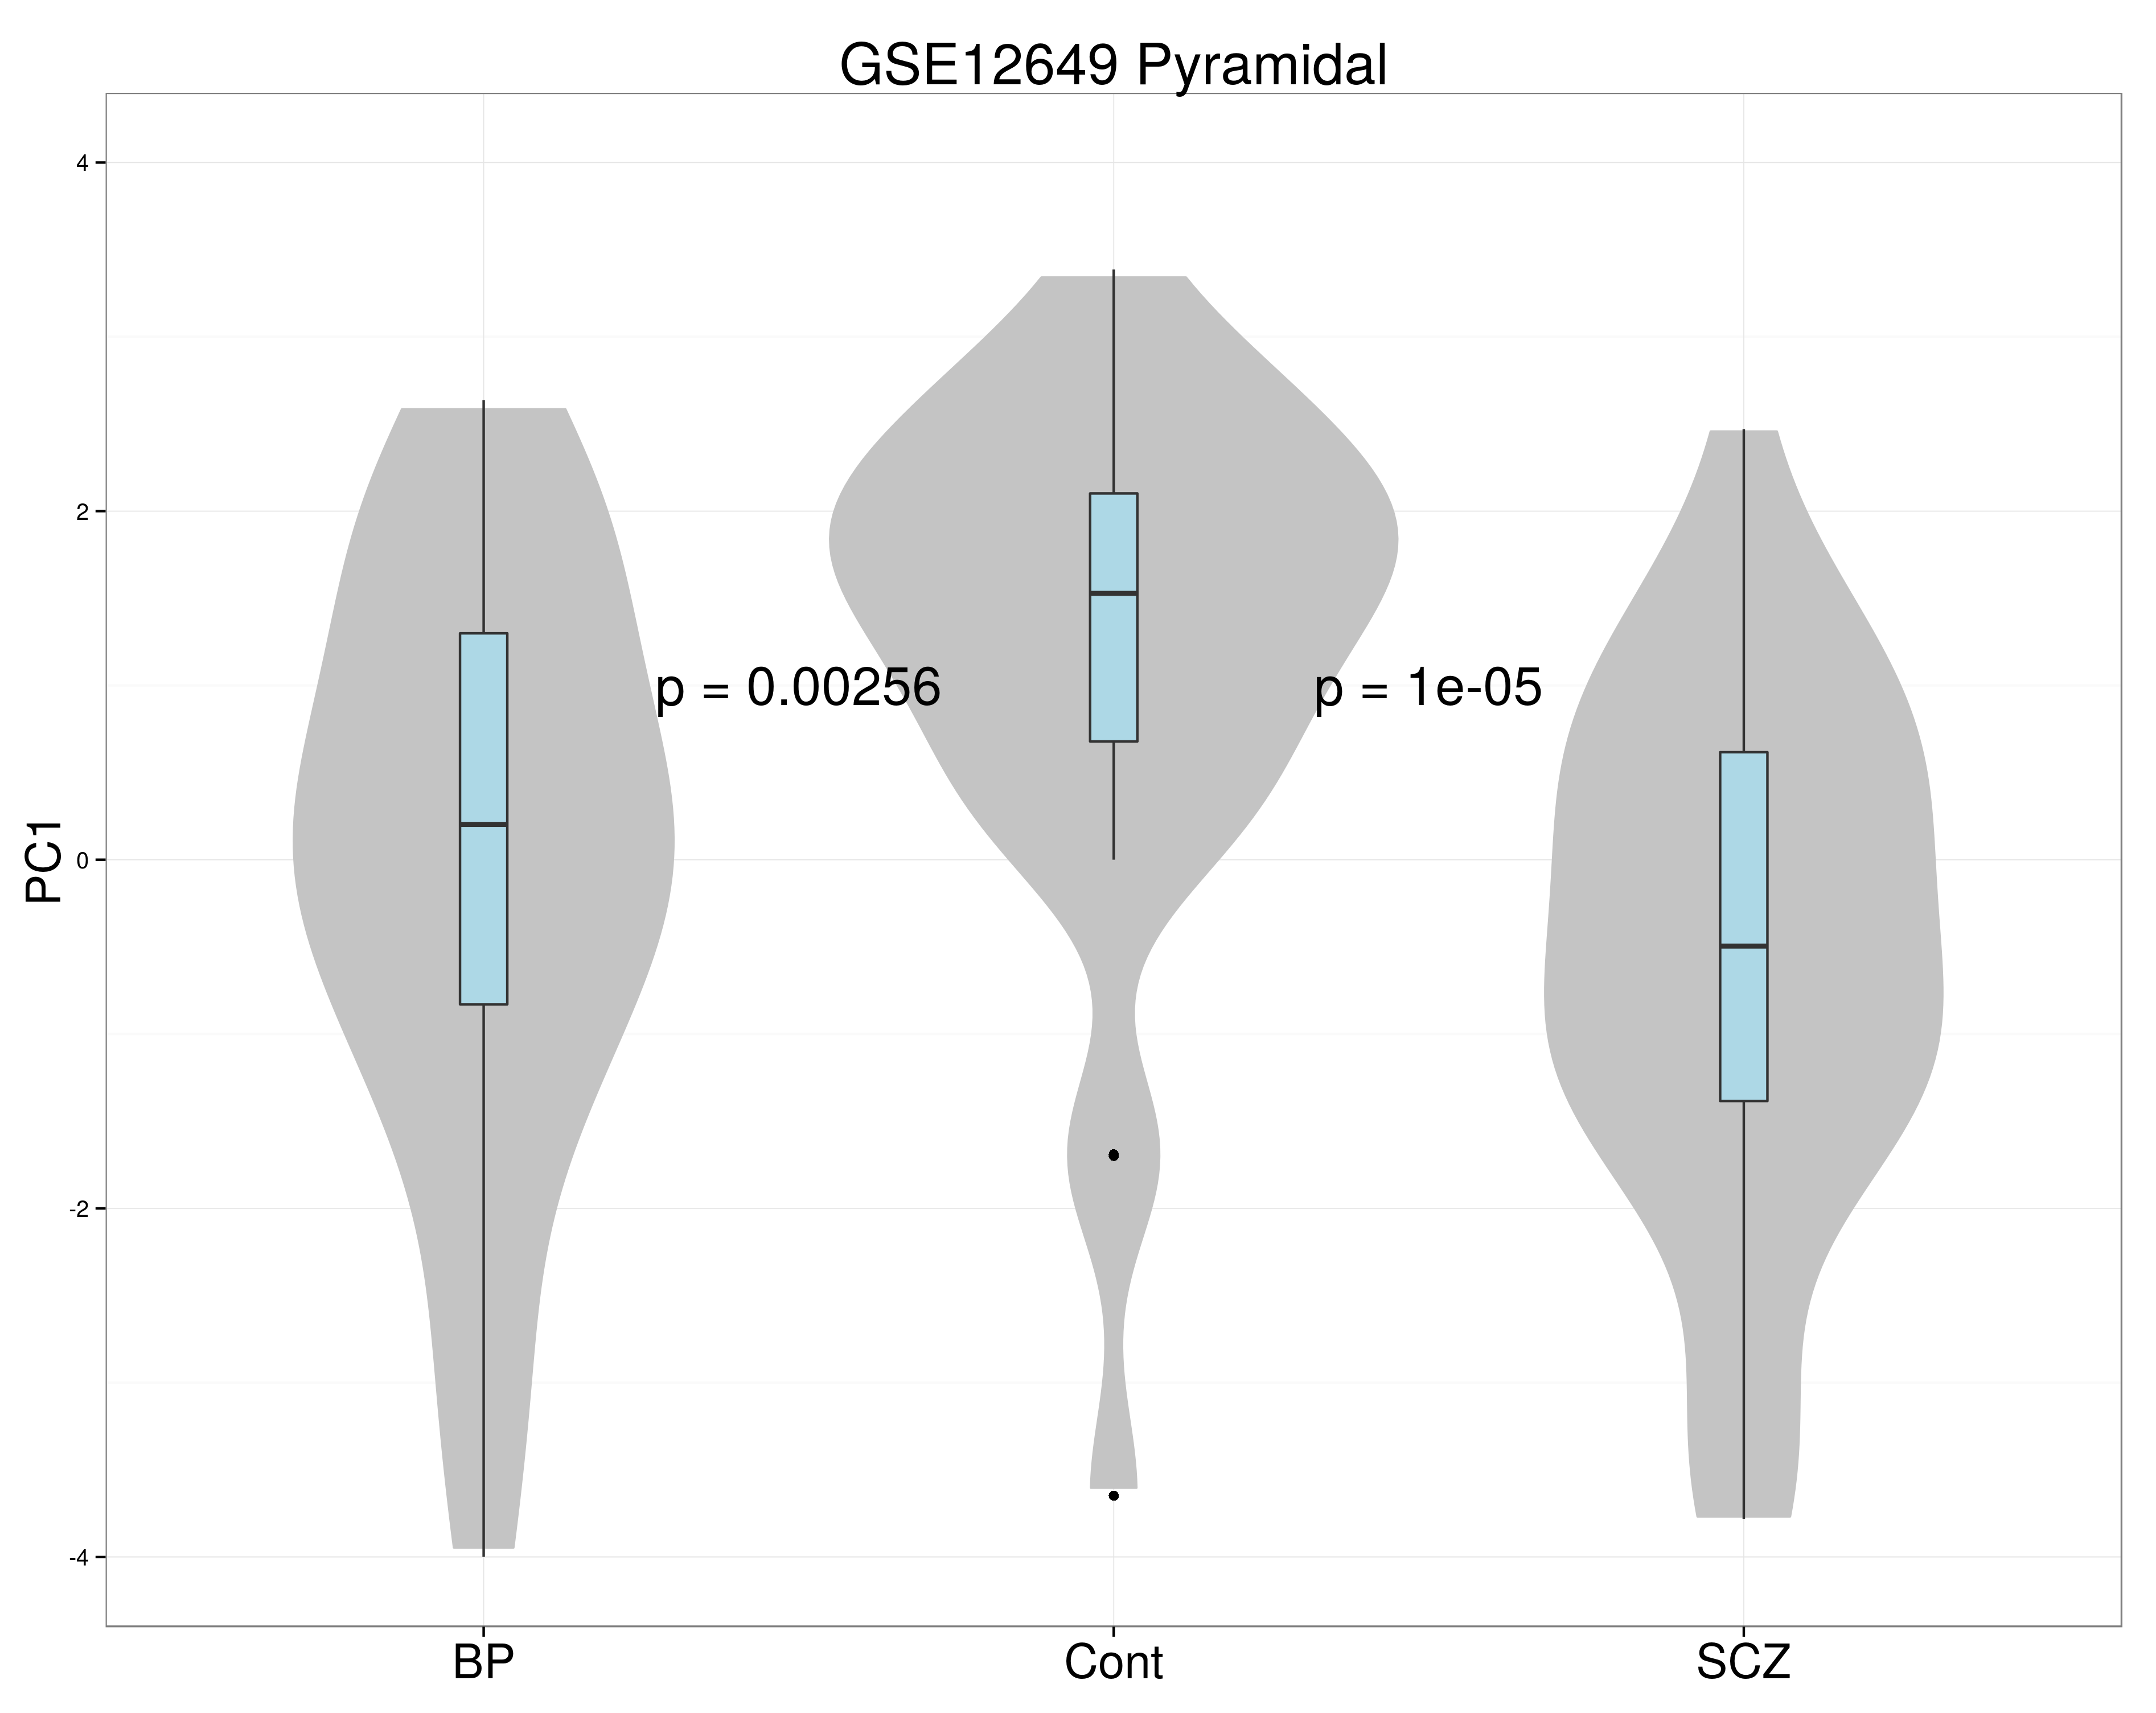 GSE12649 Pyramidal
PC1
4
2
0
-2
-4
p = 0.00256
p = 1e-05
BP
Cont
SCZ